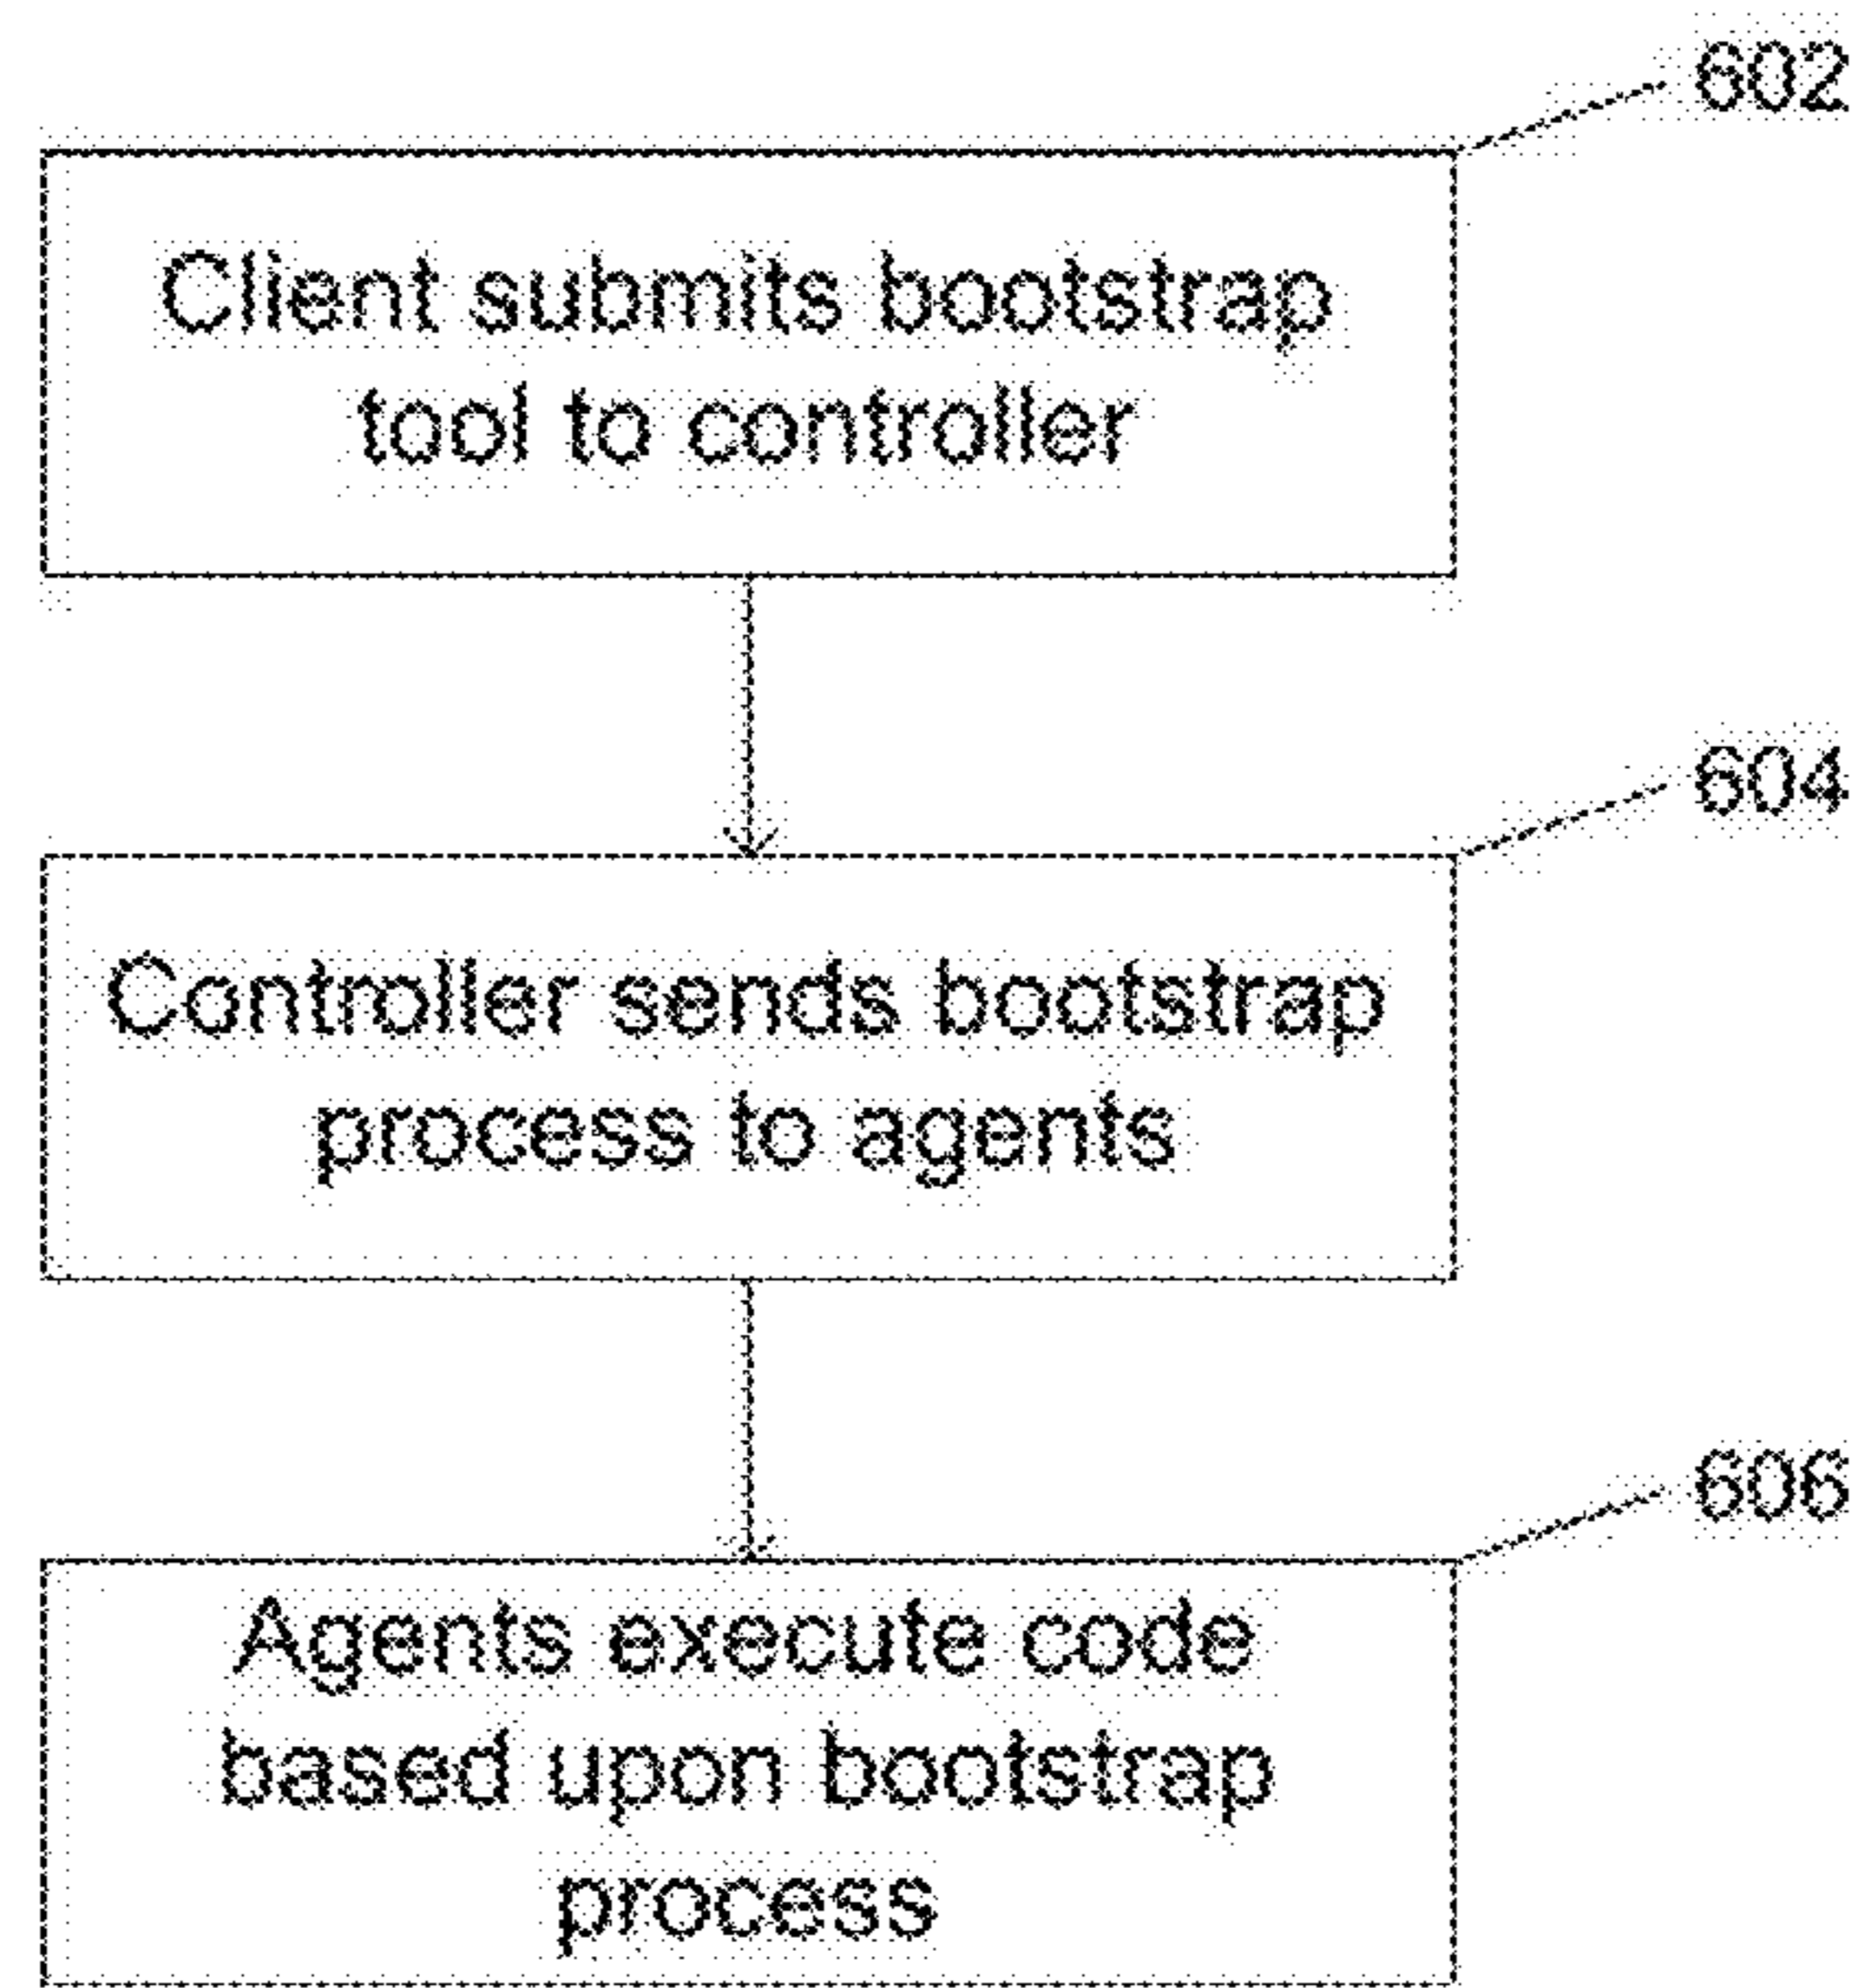 602
Client submits bootstrap
tool to controller
604
Controller sends bootstrap
process to agents
606
Agents execute code
based upon bootstrap
process